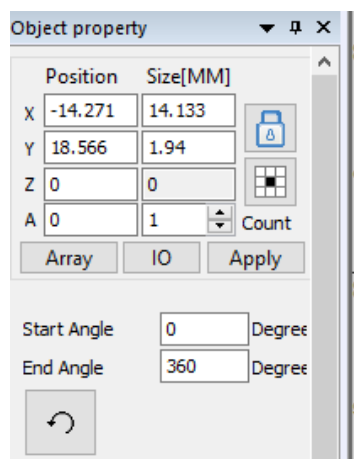 Object property
Position Size[MM]
X -14.271 14.133
Y 18.566 1.94
Z 0 0
A 0 1 Count
Array IO Apply
Start Angle 0 Degree
End Angle 360 Degree